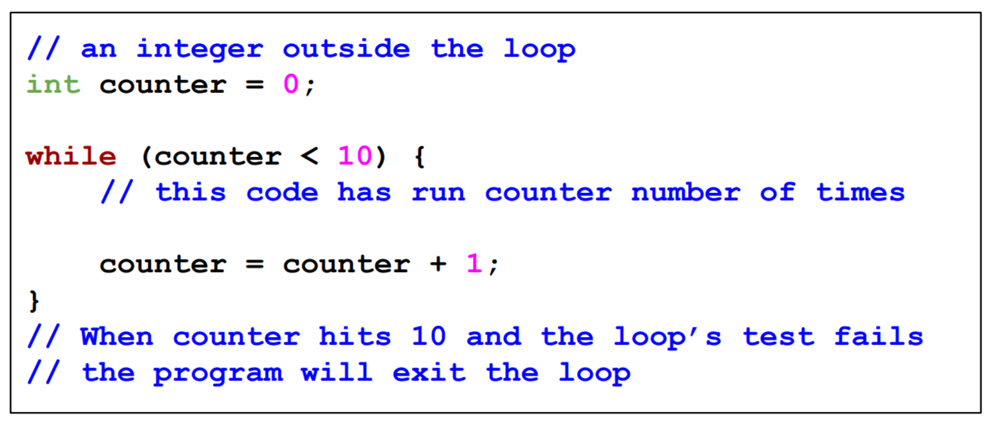 // an integer outside the loop
int counter = 0;
while (counter < 10) {
    // this code has run counter number of times
    counter = counter + 1;
}
// When counter hits 10 and the loop’s test fails
// the program will exit the loop